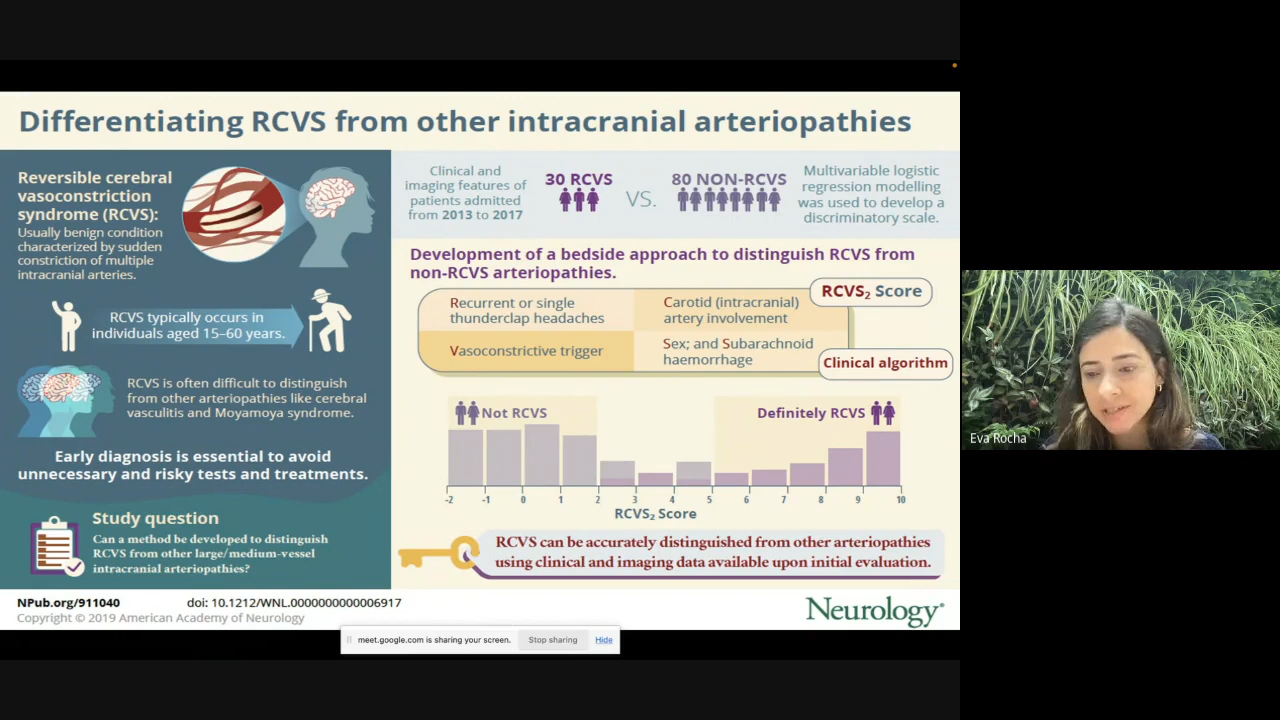 Differentiating RCVS from other intracranial arteriopathies
Reversible cerebral
vasoconstriction
syndrome (RCVS):
Usually benign condition
characterized by sudden
constriction of multiple
intracranial arteries.
RCVS typically occurs in
individuals aged 15–60 years.
RCVS is often difficult to distinguish
from other arteriopathies like cerebral
vasculitis and Moyamoya syndrome.
Early diagnosis is essential to avoid
unnecessary and risky tests and treatments.
Study question
Can a method be developed to distinguish
RCVS from other large/medium-vessel
intracranial arteriopathies?
Clinical and
imaging features of
patients admitted
from 2013 to 2017
30 RCVS
VS.
80 NON-RCVS
Multivariable logistic
regression modelling
was used to develop a
discriminatory scale.
Development of a bedside approach to distinguish RCVS from
non-RCVS arteriopathies.
RCVS₂ Score
Recurrent or single
thunderclap headaches
Carotid (intracranial)
artery involvement
Vasoconstrictive trigger
Sex; and Subarachnoid
haemorrhage
Clinical algorithm
Not RCVS
Definitely RCVS
-2 -1 0 1 2 3 4 5 6 7 8 9 10
RCVS₂ Score
RCVS can be accurately distinguished from other arteriopathies
using clinical and imaging data available upon initial evaluation.
NPub.org/911040 doi: 10.1212/WNL.0000000000006917
Copyright © 2019 American Academy of Neurology
Neurology®
meet.google.com is sharing your screen. Stop sharing Hide
Eva Rocha